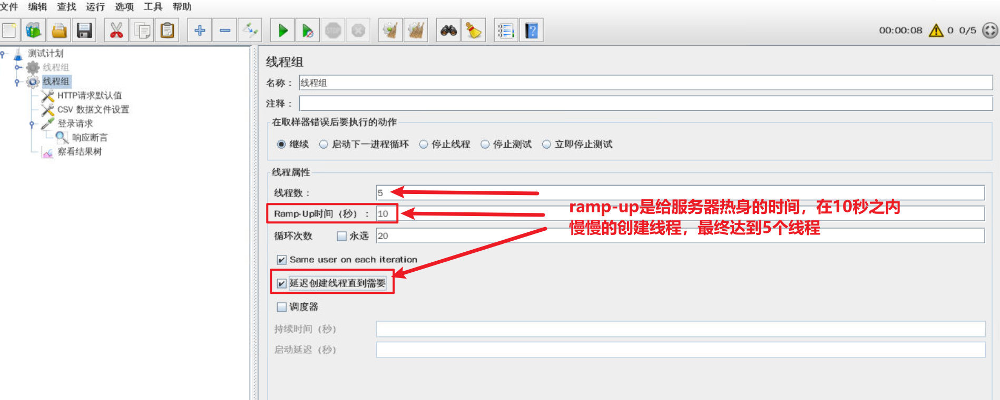 文件 编辑 查找 运行 选项 工具 帮助
STOP
00:00:08 0 0/5
测试计划
线程组
线程组
HTTP请求默认值
CSV 数据文件设置
登录请求
响应断言
察看结果树
线程组
名称： 线程组
注释：
在取样器错误后要执行的动作
继续 启动下一进程循环 停止线程 停止测试 立即停止测试
线程属性
线程数： 5
Ramp-Up时间（秒）： 10
ramp-up是给服务器热身的时间，在10秒之内
慢慢的创建线程，最终达到5个线程
循环次数 永远 20
Same user on each iteration
延迟创建线程直到需要
调度器
持续时间（秒）
启动延迟（秒）